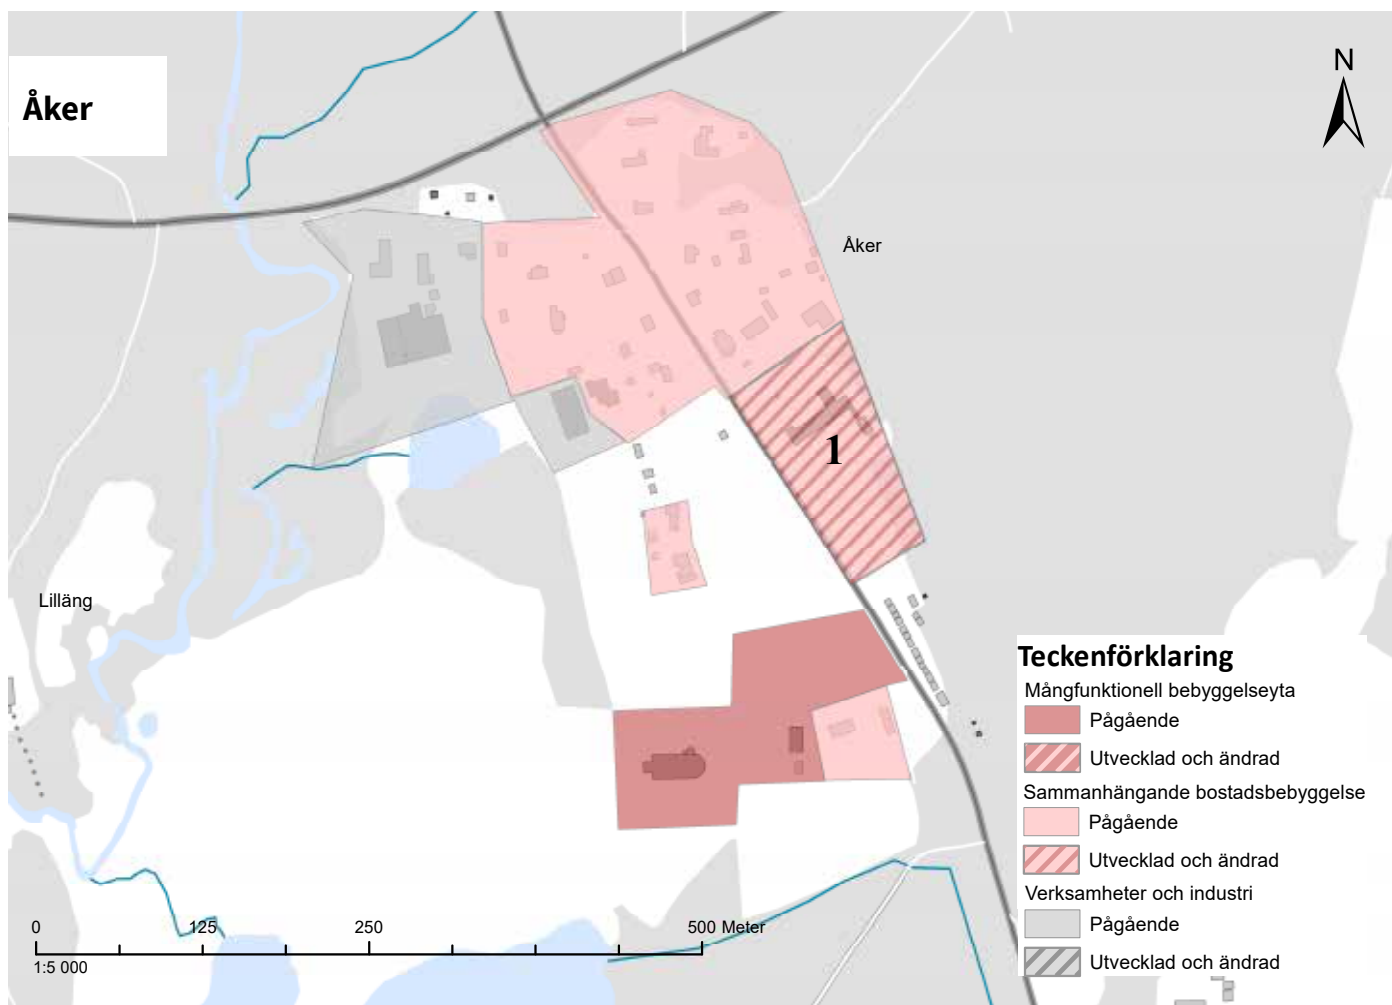 Åker
N
Åker
1
Lilläng
Teckenförklaring
Mångfunktionell bebyggelseyta
Pågående
Utvecklad och ändrad
Sammanhängande bostadsbebyggelse
Pågående
Utvecklad och ändrad
Verksamheter och industri
Pågående
Utvecklad och ändrad
0 125 250 500 Meter
1:5 000